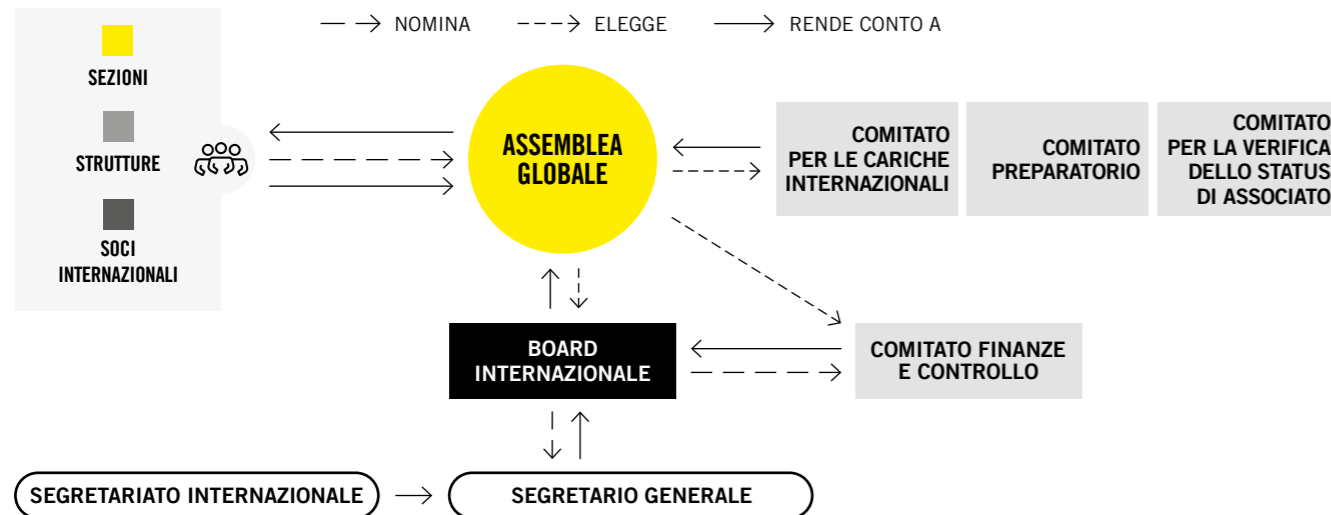 NOMINA
ELEGGE
RENDE CONTO A
SEZIONI
STRUTTURE
SOCI
INTERNAZIONALI
ASSEMBLEA
GLOBALE
COMITATO
PER LE CARICHE
INTERNAZIONALI
COMITATO
PREPARATORIO
COMITATO
PER LA VERIFICA
DELLO STATUS
DI ASSOCIATO
BOARD
INTERNAZIONALE
COMITATO FINANZE
E CONTROLLO
SEGRETARIATO INTERNAZIONALE
SEGRETARIO GENERALE